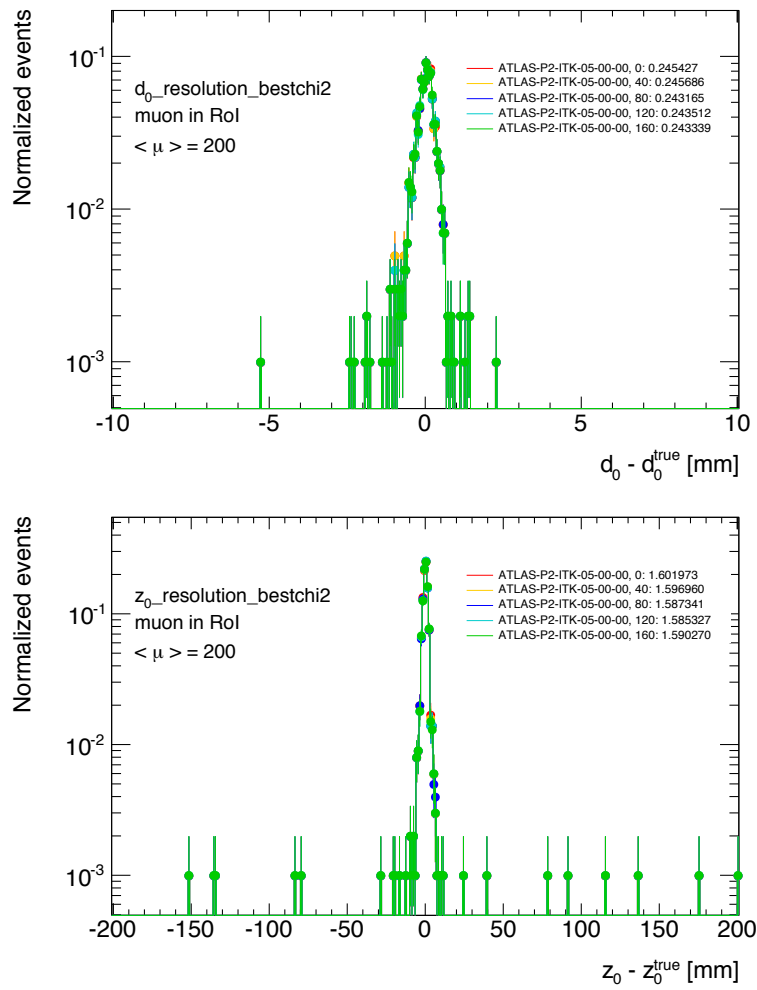 Normalized events
10⁻¹
10⁻²
10⁻³
d₀_resolution_bestchi2
muon in RoI
< μ > = 200
ATLAS-P2-ITK-05-00-00, 0: 0.245427
ATLAS-P2-ITK-05-00-00, 40: 0.245686
ATLAS-P2-ITK-05-00-00, 80: 0.243165
ATLAS-P2-ITK-05-00-00, 120: 0.243512
ATLAS-P2-ITK-05-00-00, 160: 0.243339
-10 -5 0 5 10
d₀ - d₀^true [mm]
Normalized events
10⁻¹
10⁻²
10⁻³
z₀_resolution_bestchi2
muon in RoI
< μ > = 200
ATLAS-P2-ITK-05-00-00, 0: 1.601973
ATLAS-P2-ITK-05-00-00, 40: 1.596960
ATLAS-P2-ITK-05-00-00, 80: 1.587341
ATLAS-P2-ITK-05-00-00, 120: 1.585327
ATLAS-P2-ITK-05-00-00, 160: 1.590270
-200 -150 -100 -50 0 50 100 150 200
z₀ - z₀^true [mm]